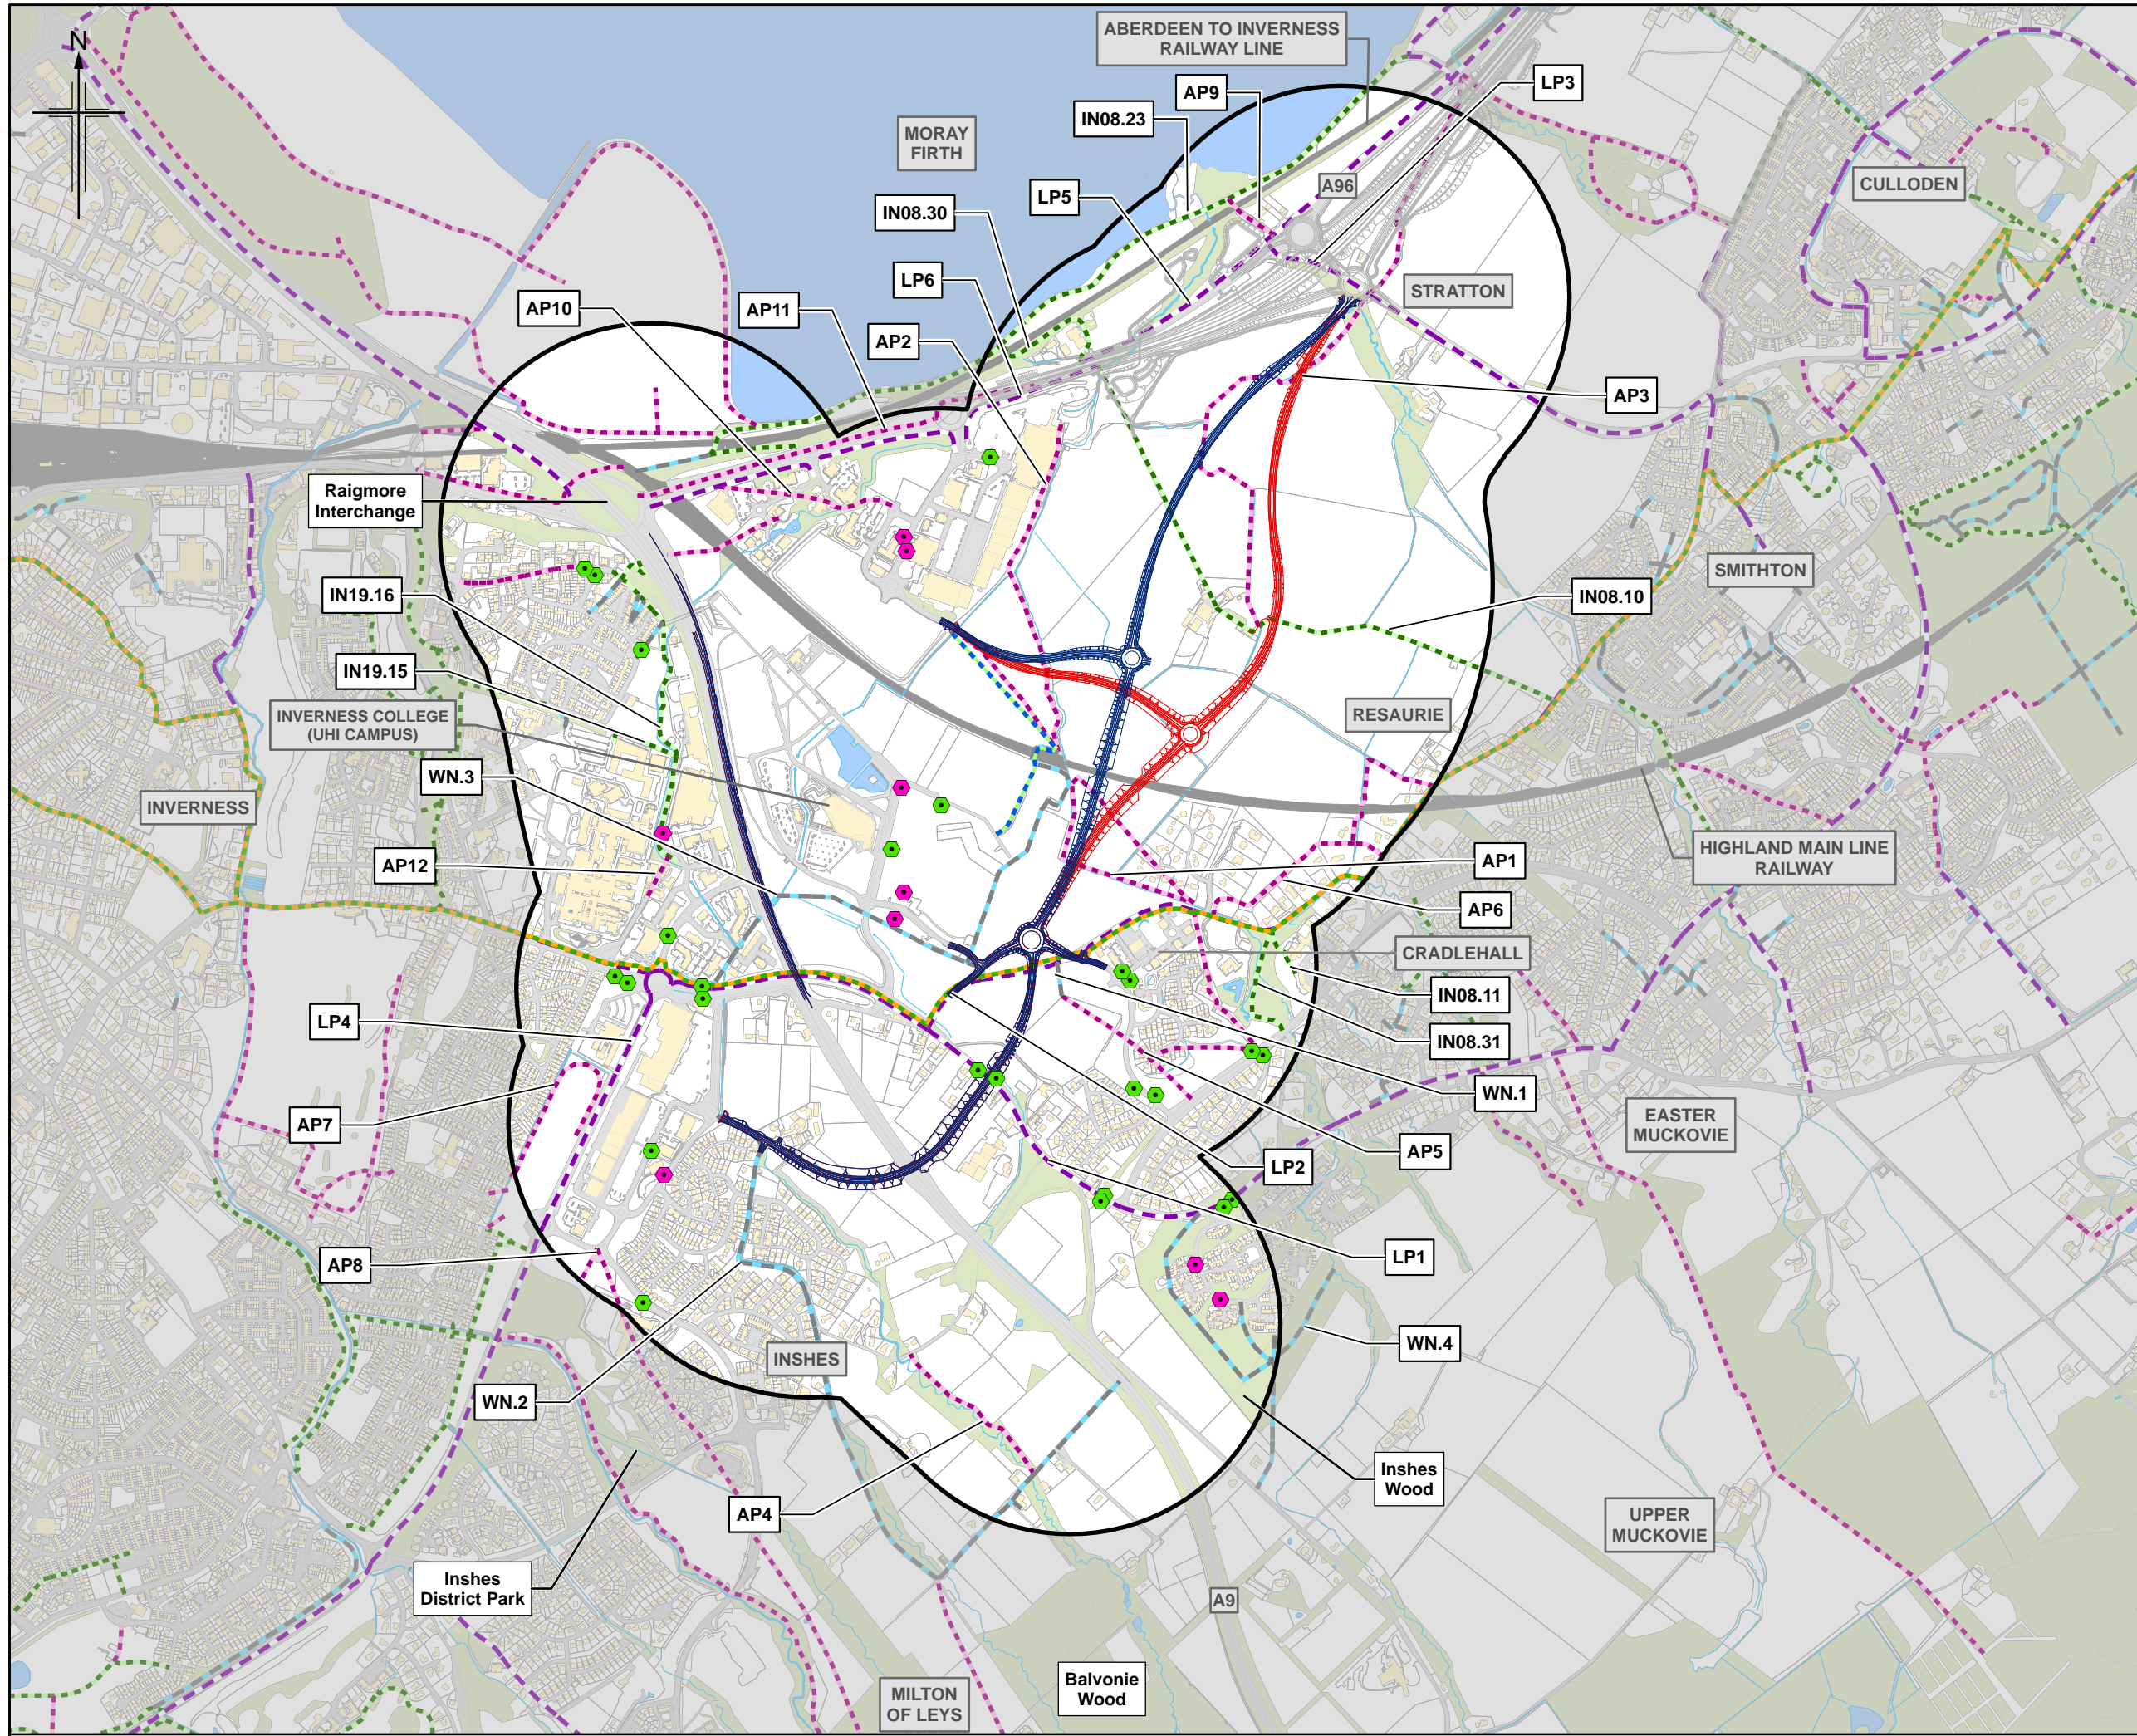 ABERDEEN TO INVERNESS
RAILWAY LINE
N
LP3
AP9
IN08.23
MORAY
FIRTH
A96
CULLODEN
LP5
IN08.30
LP6
STRATTON
AP10
AP11
AP2
AP3
Raigmore
Interchange
SMITHTON
IN19.16
IN08.10
IN19.15
INVERNESS COLLEGE
(UHI CAMPUS)
RESAURIE
WN.3
INVERNESS
HIGHLAND MAIN LINE
RAILWAY
AP12
AP1
AP6
CRADLEHALL
IN08.11
LP4
IN08.31
WN.1
AP7
EASTER
MUCKOVIE
AP5
LP2
AP8
LP1
WN.4
INSHES
WN.2
Inshes
Wood
AP4
UPPER
MUCKOVIE
Inshes
District Park
A9
Balvonie
Wood
MILTON
OF LEYS